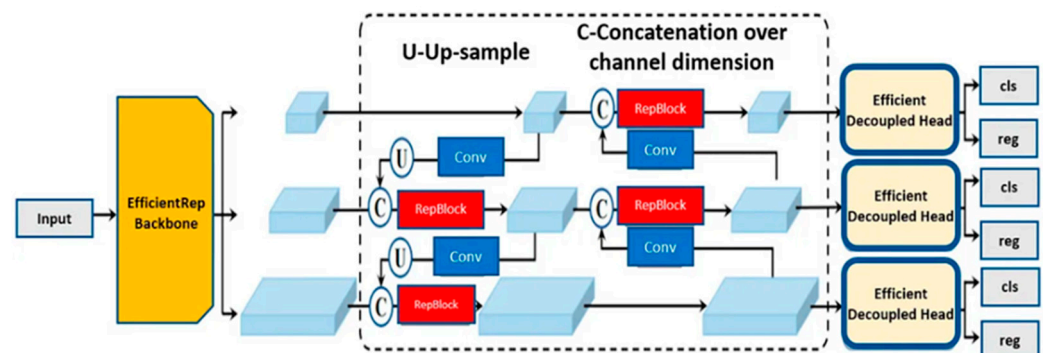 U-Up-sample
C-Concatenation over
channel dimension
C
RepBlock
Efficient
Decoupled Head
cls
reg
U
Conv
Conv
Input
EfficientRep
Backbone
C
RepBlock
C
RepBlock
Efficient
Decoupled Head
cls
reg
U
Conv
Conv
C
RepBlock
Efficient
Decoupled Head
cls
reg